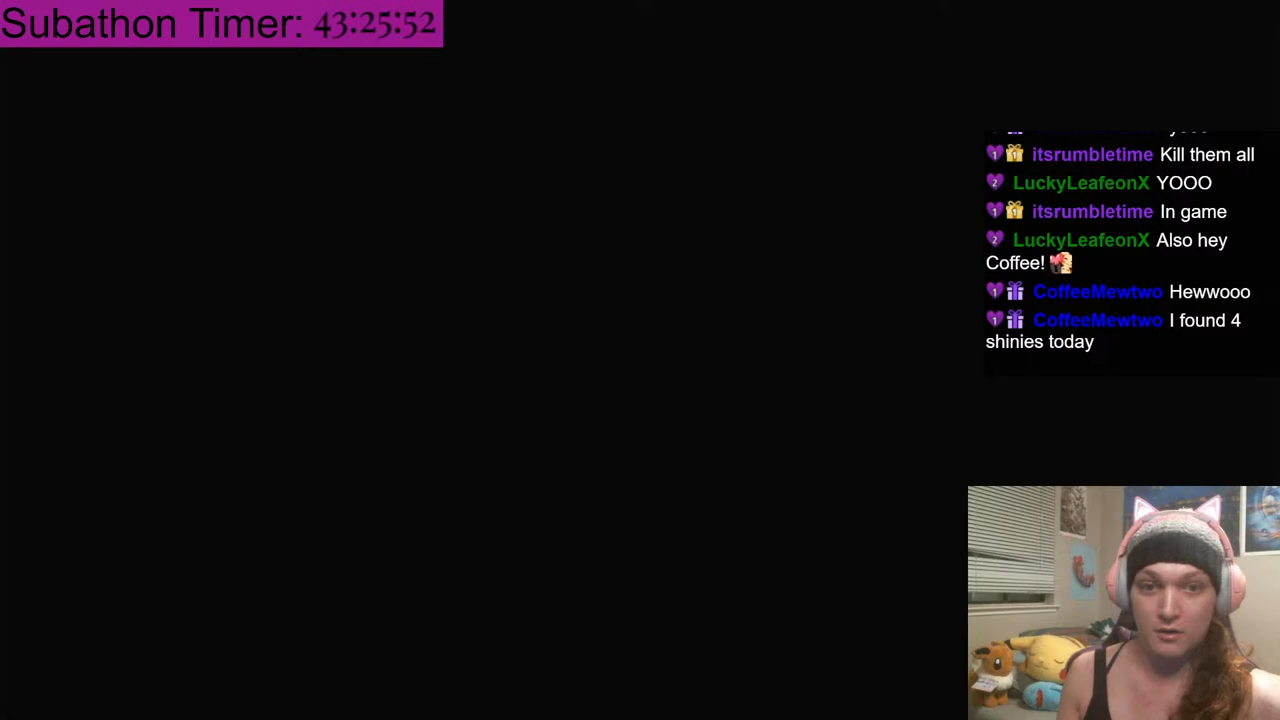 Subathon Timer: 43:25:52
itsrumbletime Kill them all
LuckyLeafeonX YOOO
itsrumbletime In game
LuckyLeafeonX Also hey
Coffee!
CoffeeMewtwo Hewwooo
CoffeeMewtwo I found 4
shinies today